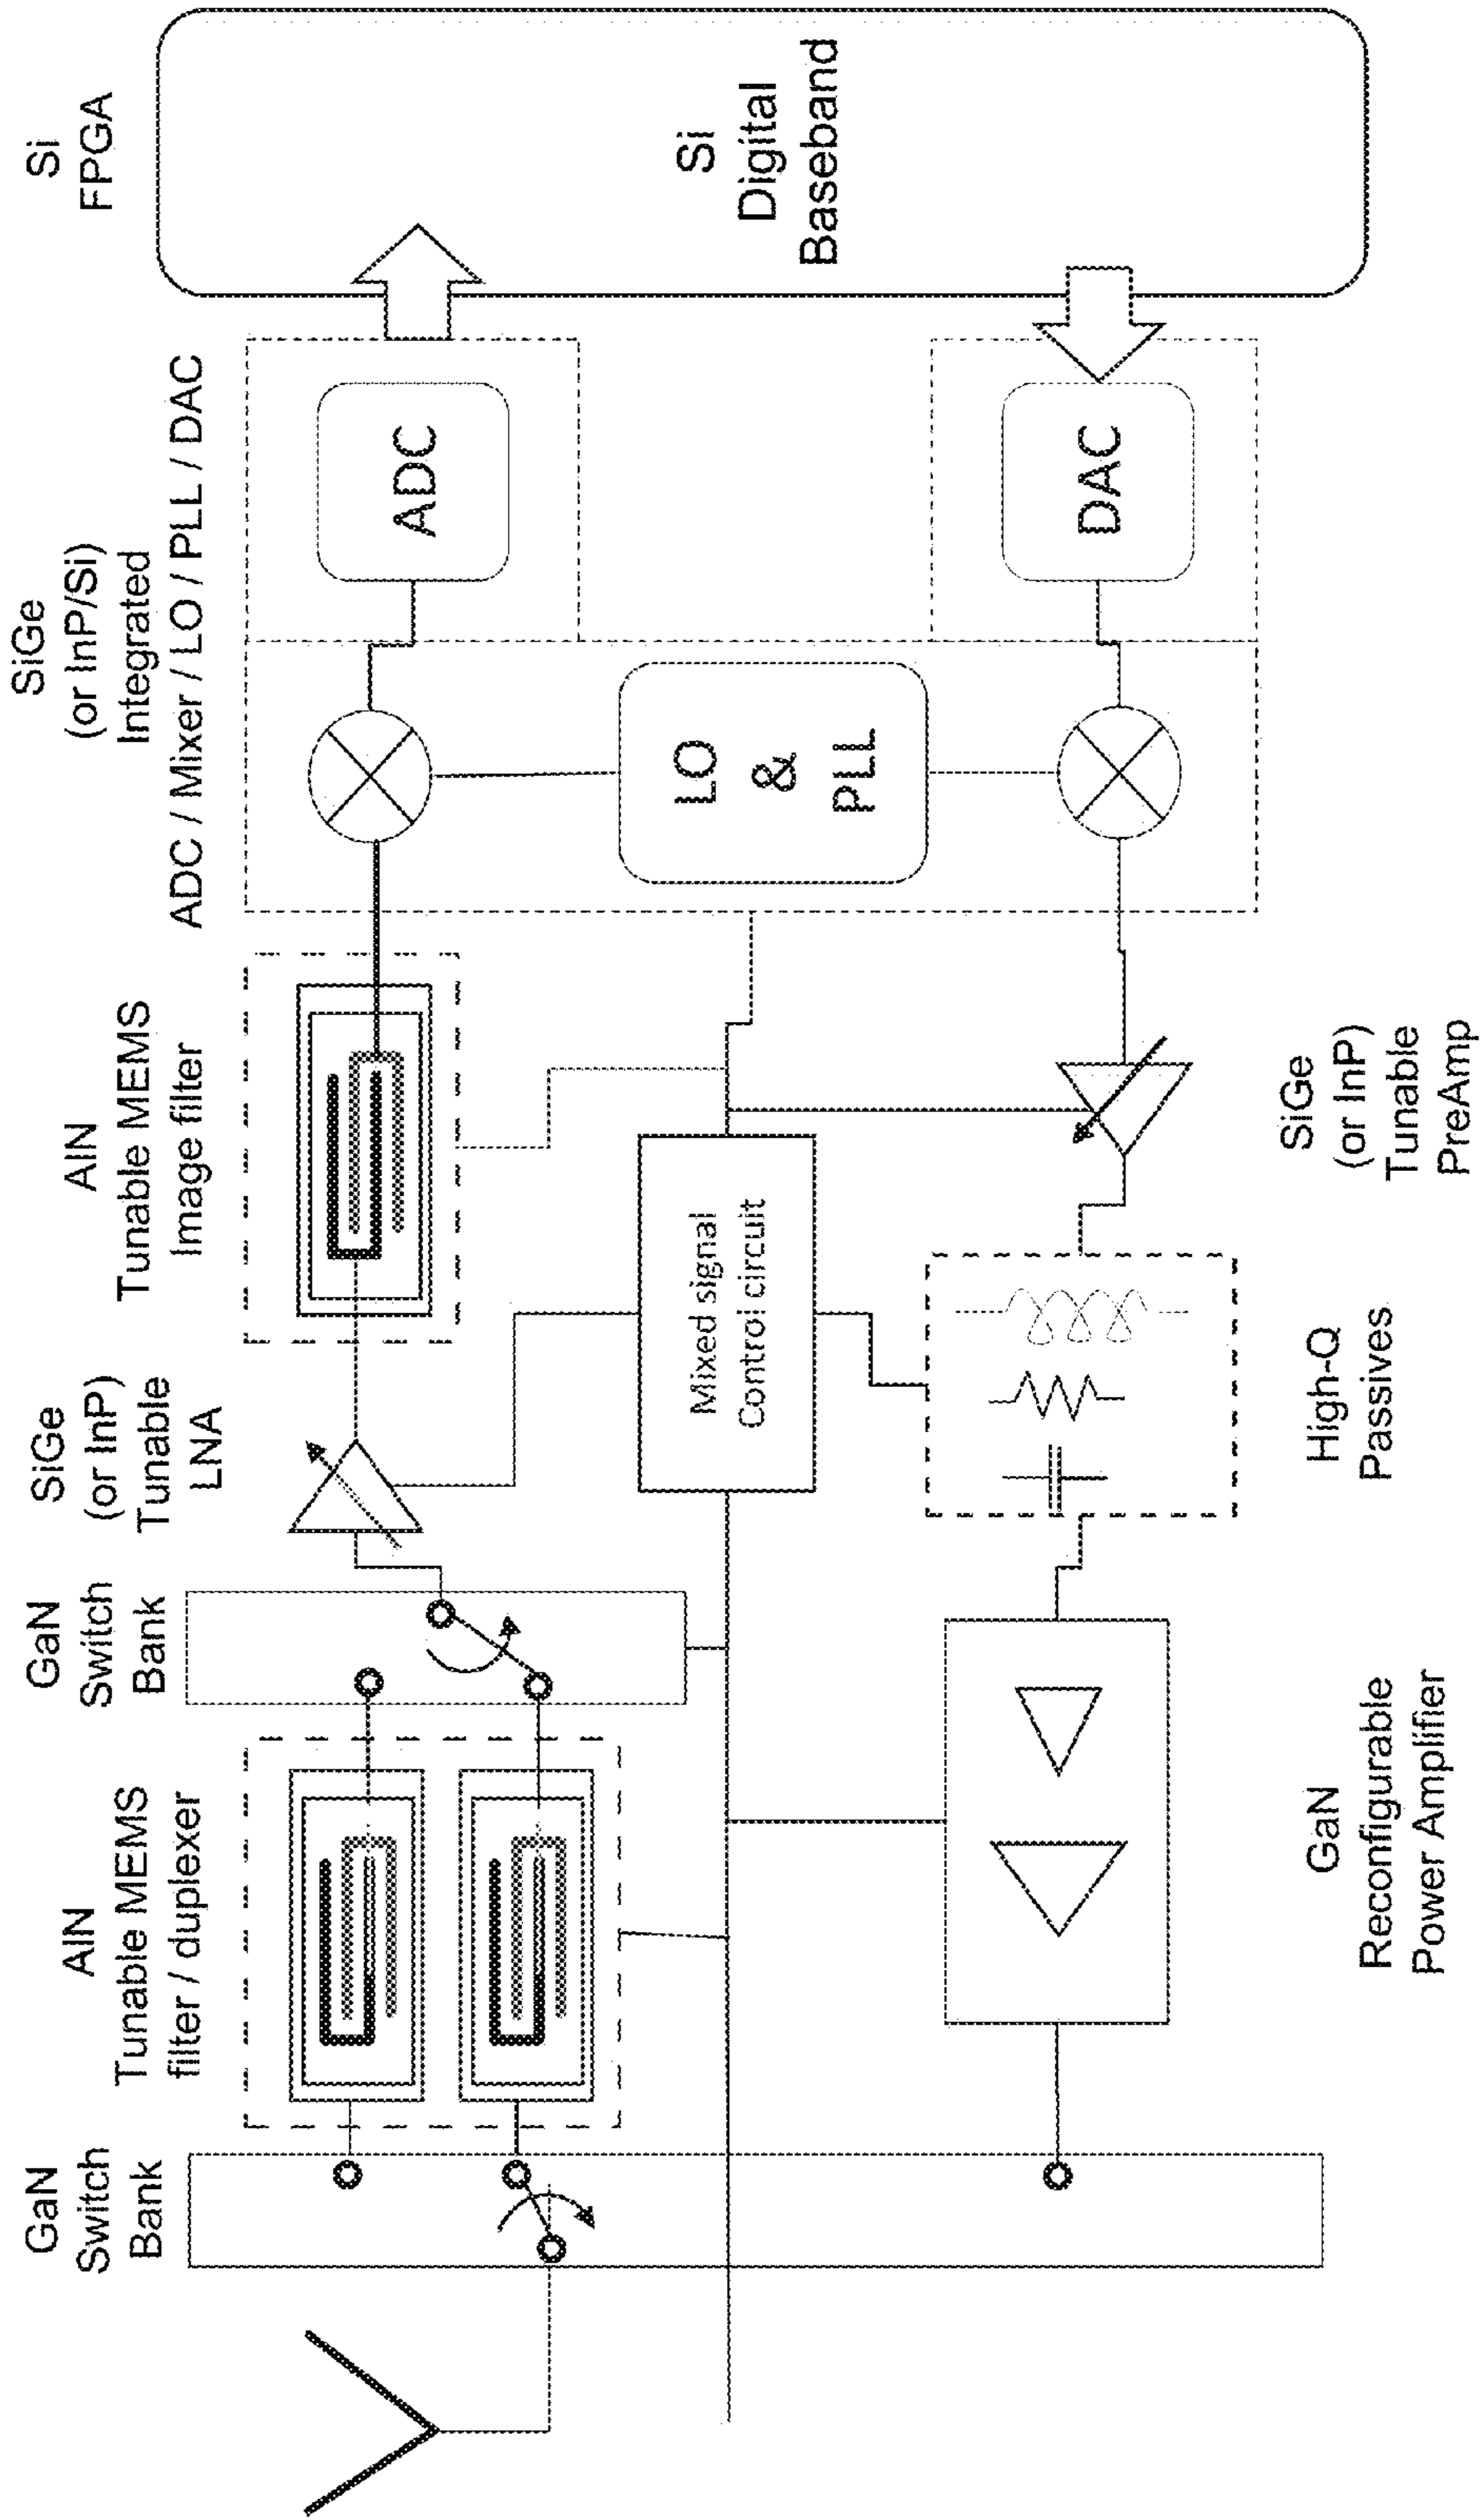 GaN
Switch
Bank
AlN
Tunable MEMS
filter / duplexer
GaN
Switch
Bank
SiGe
(or InP)
Tunable
LNA
AlN
Tunable MEMS
Image filter
SiGe
(or InP/Si)
Integrated
ADC / Mixer / LO / PLL / DAC
Si
FPGA
ADC
LO
&
PLL
DAC
Si
Digital
Baseband
Mixed signal
Control circuit
GaN
Reconfigurable
Power Amplifier
High-Q
Passives
SiGe
(or InP)
Tunable
PreAmp